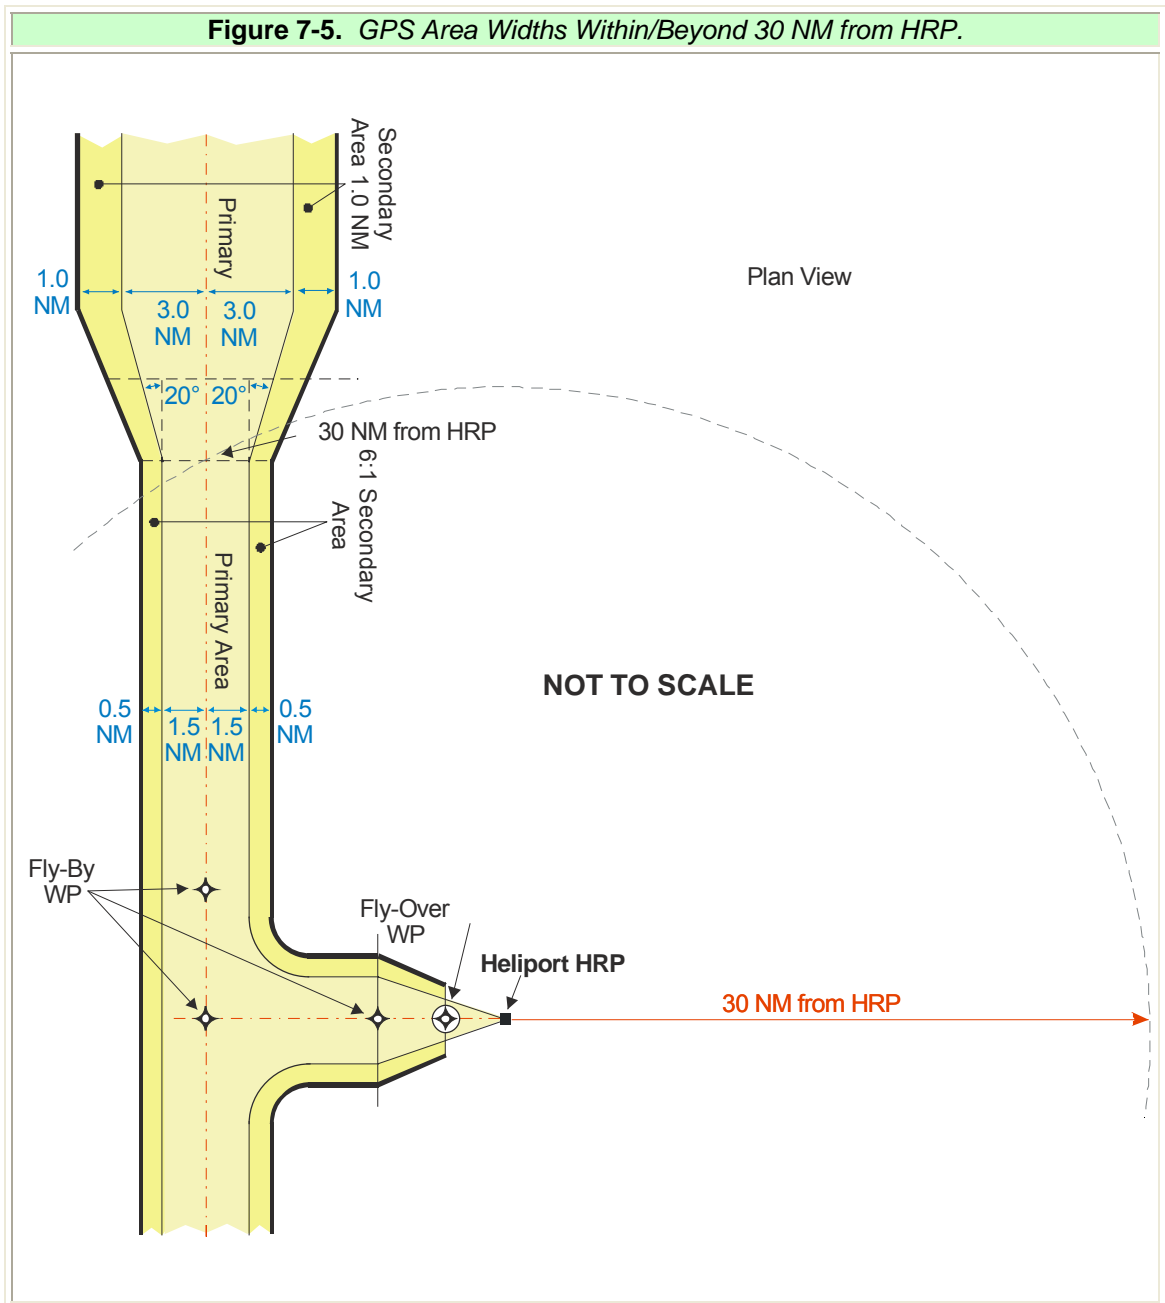 Figure 7-5. GPS Area Widths Within/Beyond 30 NM from HRP.
Secondary
Area 1.0 NM
Primary
Plan View
1.0
NM
3.0
NM
3.0
NM
1.0
NM
20°
20°
30 NM from HRP
6:1 Secondary
Area
Primary Area
NOT TO SCALE
0.5
NM
1.5
NM
1.5
NM
0.5
NM
Fly-By
WP
Fly-Over
WP
Heliport HRP
30 NM from HRP